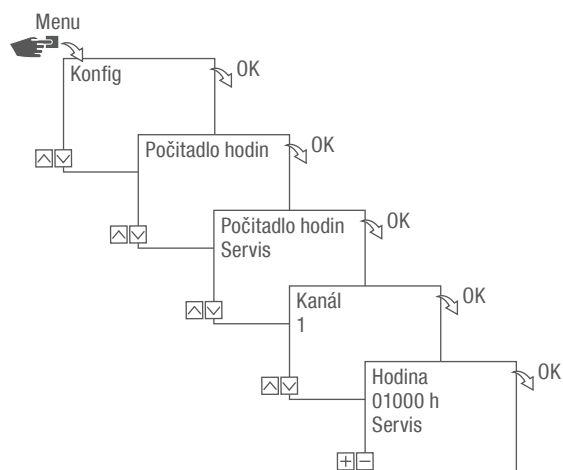 Menu
Konfig
OK
Počitadlo hodin
OK
Počitadlo hodin
Servis
OK
Kanál
1
OK
Hodina
01000 h
Servis
OK
+ −